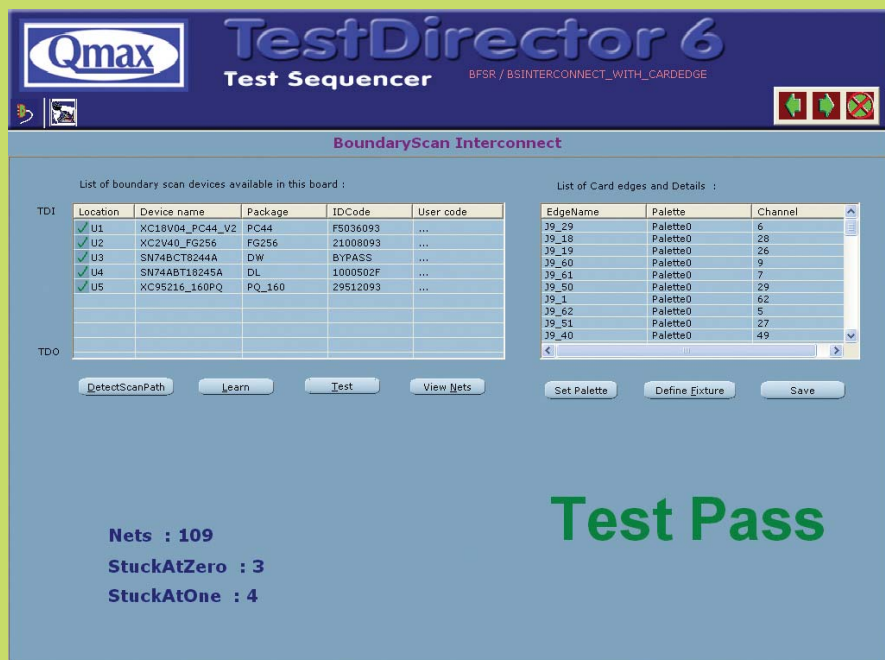 Qmax
TestDirector 6
Test Sequencer
BFSR / BSINTERCONNECT_WITH_CARDEDGE
BoundaryScan Interconnect
List of boundary scan devices available in this board :
TDI
Location Device name Package IDCode User code
U1 XC18V04_PC44_V2 PC44 F5036093 ...
U2 XC2V40_FG256 FG256 21008093 ...
U3 SN74BCT8244A DW BYPASS ...
U4 SN74ABT18245A DL 1000502F ...
U5 XC95216_160PQ PQ_160 29512093 ...
TDO
DetectScanPath Learn Test View Nets
List of Card edges and Details :
EdgeName Palette Channel
J9_29 Palette0 6
J9_18 Palette0 28
J9_19 Palette0 26
J9_60 Palette0 9
J9_61 Palette0 7
J9_50 Palette0 29
J9_1 Palette0 62
J9_62 Palette0 5
J9_51 Palette0 27
J9_40 Palette0 49
Set Palette Define Fixture Save
Nets : 109
StuckAtZero : 3
StuckAtOne : 4
Test Pass